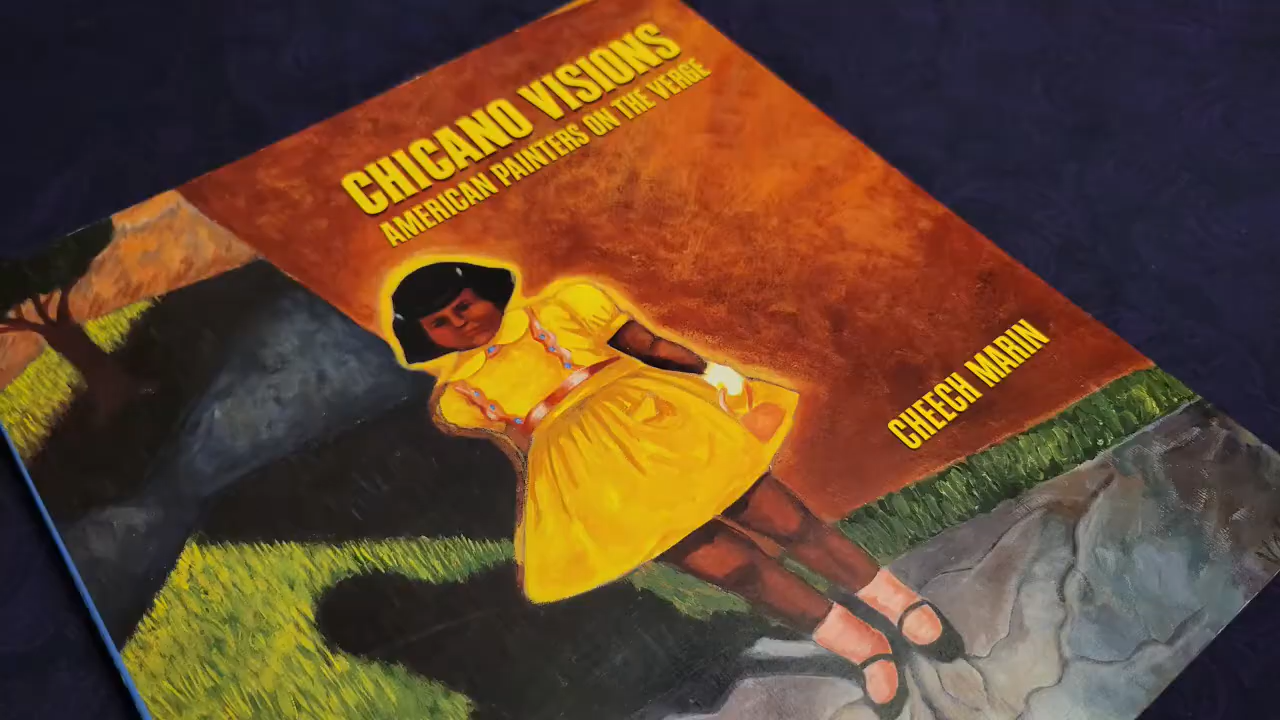 CHICANO VISIONS
AMERICAN PAINTERS ON THE VERGE
CHEECH MARIN